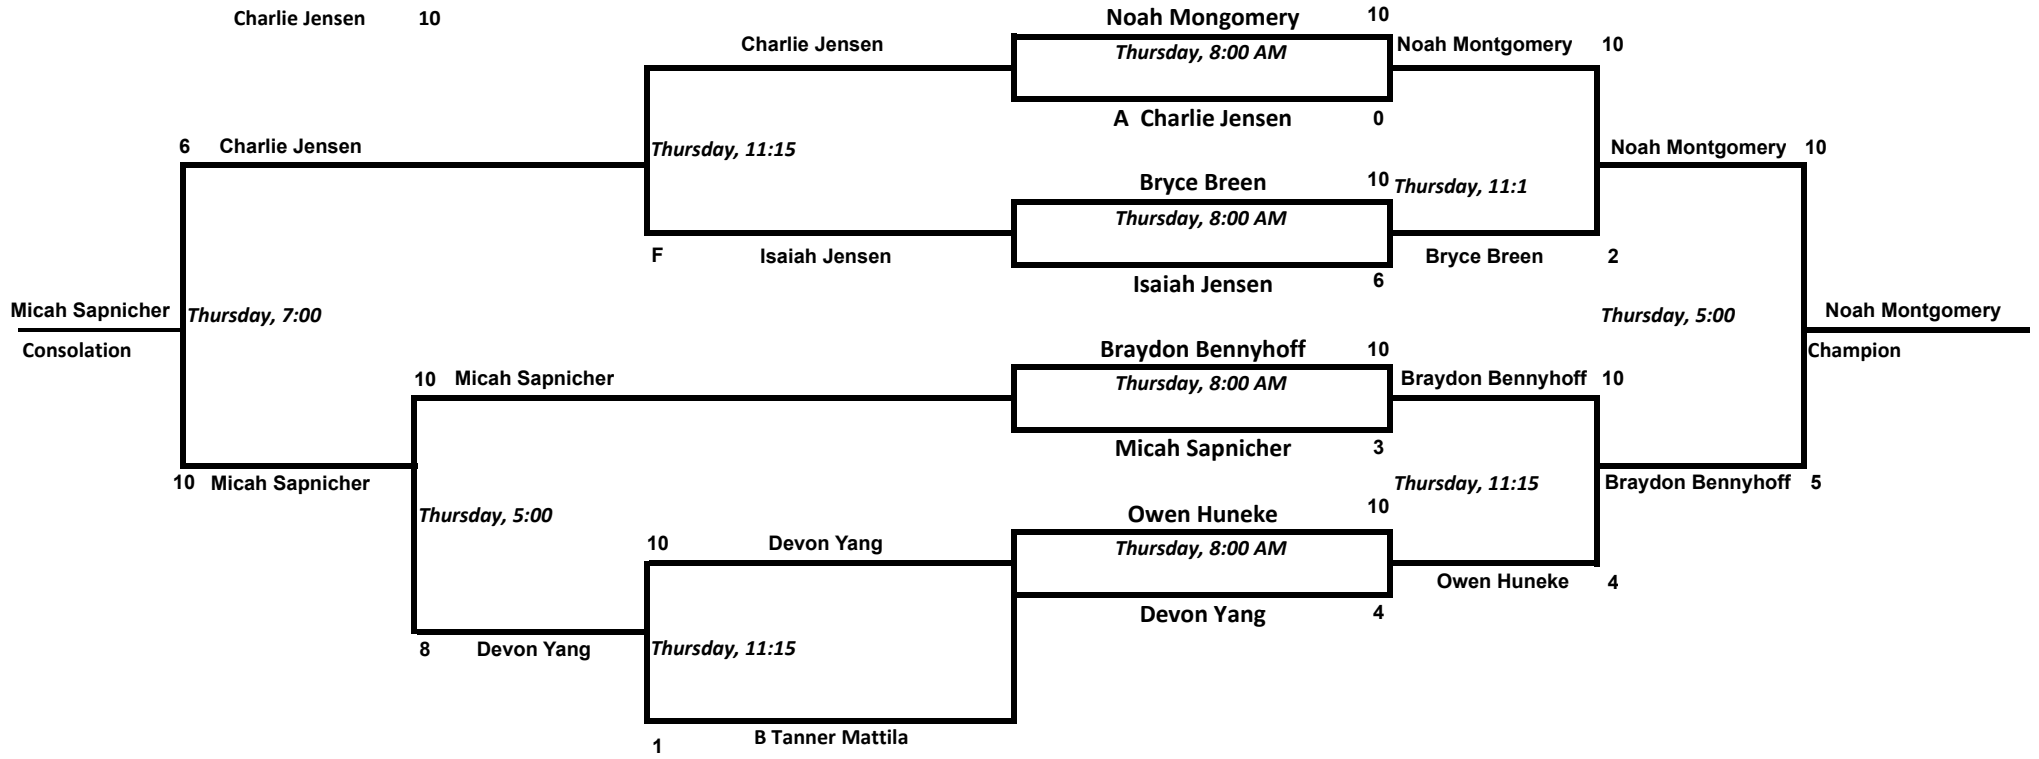 Charlie Jensen 10
Noah Mongomery 10
Charlie Jensen
Thursday, 8:00 AM
Noah Montgomery 10
A Charlie Jensen 0
6 Charlie Jensen
Thursday, 11:15
Noah Montgomery 10
Bryce Breen 10
Thursday, 11:1
Thursday, 8:00 AM
F Isaiah Jensen
Bryce Breen 2
Isaiah Jensen 6
Micah Sapnicher
Thursday, 7:00
Thursday, 5:00
Noah Montgomery
Consolation
Braydon Bennyhoff 10
Champion
10 Micah Sapnicher
Thursday, 8:00 AM
Braydon Bennyhoff 10
Micah Sapnicher 3
10 Micah Sapnicher
Thursday, 11:15
Braydon Bennyhoff 5
Thursday, 5:00
Owen Huneke 10
10 Devon Yang
Thursday, 8:00 AM
Owen Huneke 4
Devon Yang 4
8 Devon Yang
Thursday, 11:15
1 B Tanner Mattila